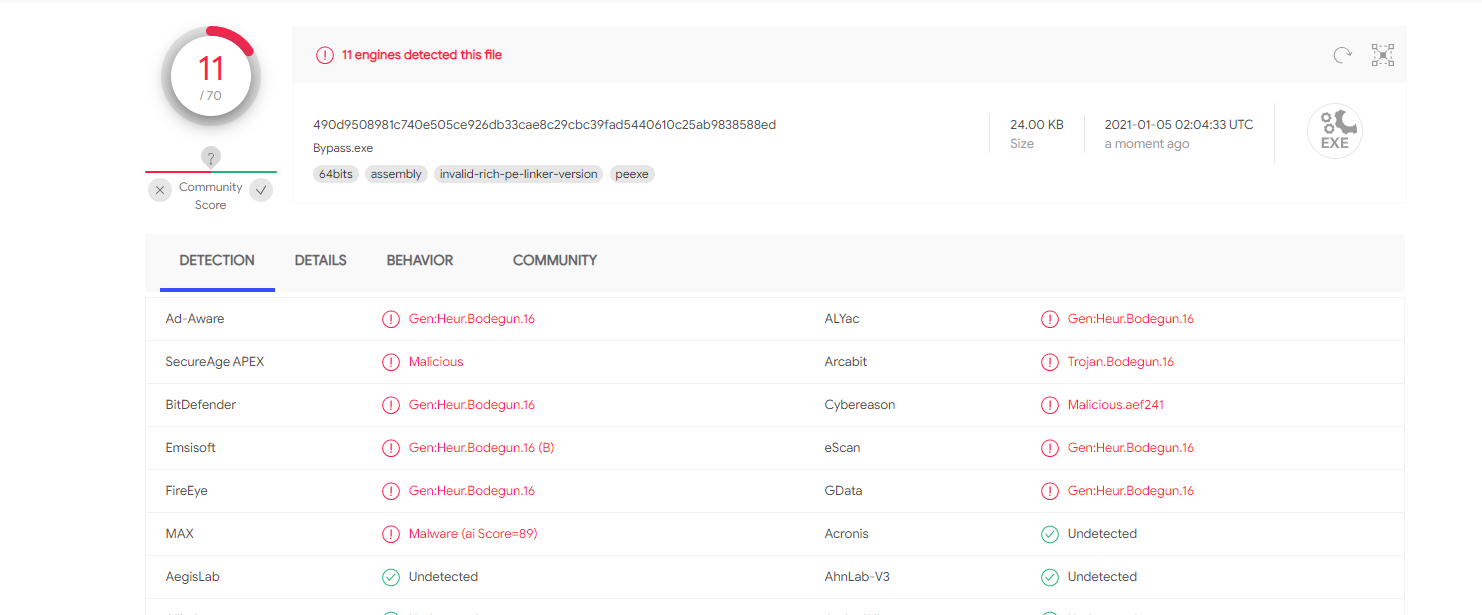 11
/ 70
?
Community
Score
11 engines detected this file
490d9508981c740e505ce926db33cae8c29cbc39fad5440610c25ab9838588ed
Bypass.exe
64bits assembly invalid-rich-pe-linker-version peexe
24.00 KB
Size
2021-01-05 02:04:33 UTC
a moment ago
EXE
DETECTION DETAILS BEHAVIOR COMMUNITY
Ad-Aware Gen:Heur.Bodegun.16 ALYac Gen:Heur.Bodegun.16
SecureAge APEX Malicious Arcabit Trojan.Bodegun.16
BitDefender Gen:Heur.Bodegun.16 Cybereason Malicious.aef241
Emsisoft Gen:Heur.Bodegun.16 (B) eScan Gen:Heur.Bodegun.16
FireEye Gen:Heur.Bodegun.16 GData Gen:Heur.Bodegun.16
MAX Malware (ai Score=89) Acronis Undetected
AegisLab Undetected AhnLab-V3 Undetected